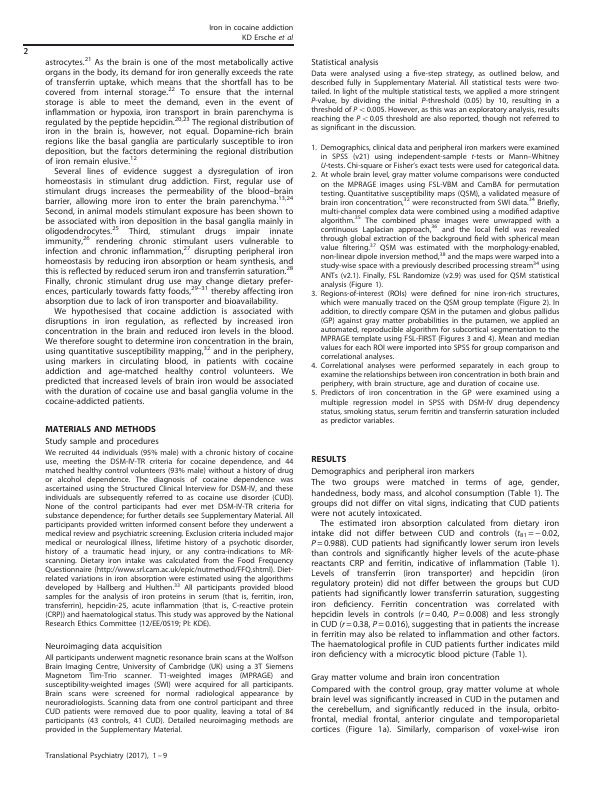 Iron in cocaine addiction
KD Ersche et al
2
astrocytes.21 As the brain is one of the most metabolically active
organs in the body, its demand for iron generally exceeds the rate
of transferrin uptake, which means that the shortfall has to be
covered from internal storage.22 To ensure that the internal
storage is able to meet the demand, even in the event of
inflammation or hypoxia, iron transport in brain parenchyma is
regulated by the peptide hepcidin.20,23 The regional distribution of
iron in the brain is, however, not equal. Dopamine-rich brain
regions like the basal ganglia are particularly susceptible to iron
deposition, but the factors determining the regional distribution
of iron remain elusive.12
Several lines of evidence suggest a dysregulation of iron
homeostasis in stimulant drug addiction. First, regular use of
stimulant drugs increases the permeability of the blood–brain
barrier, allowing more iron to enter the brain parenchyma.13,24
Second, in animal models stimulant exposure has been shown to
be associated with iron deposition in the basal ganglia mainly in
oligodendrocytes.25 Third, stimulant drugs impair innate
immunity,26 rendering chronic stimulant users vulnerable to
infection and chronic inflammation,27 disrupting peripheral iron
homeostasis by reducing iron absorption or heam synthesis, and
this is reflected by reduced serum iron and transferrin saturation.28
Finally, chronic stimulant drug use may change dietary prefer-
ences, particularly towards fatty foods,29–31 thereby affecting iron
absorption due to lack of iron transporter and bioavailability.
We hypothesised that cocaine addiction is associated with
disruptions in iron regulation, as reflected by increased iron
concentration in the brain and reduced iron levels in the blood.
We therefore sought to determine iron concentration in the brain,
using quantitative susceptibility mapping,32 and in the periphery,
using markers in circulating blood, in patients with cocaine
addiction and age-matched healthy control volunteers. We
predicted that increased levels of brain iron would be associated
with the duration of cocaine use and basal ganglia volume in the
cocaine-addicted patients.
MATERIALS AND METHODS
Study sample and procedures
We recruited 44 individuals (95% male) with a chronic history of cocaine
use, meeting the DSM-IV-TR criteria for cocaine dependence, and 44
matched healthy control volunteers (93% male) without a history of drug
or alcohol dependence. The diagnosis of cocaine dependence was
ascertained using the Structured Clinical Interview for DSM-IV, and these
individuals are subsequently referred to as cocaine use disorder (CUD).
None of the control participants had ever met DSM-IV-TR criteria for
substance dependence; for further details see Supplementary Material. All
participants provided written informed consent before they underwent a
medical review and psychiatric screening. Exclusion criteria included major
medical or neurological illness, lifetime history of a psychotic disorder,
history of a traumatic head injury, or any contra-indications to MR-
scanning. Dietary iron intake was calculated from the Food Frequency
Questionnaire (http://www.srl.cam.ac.uk/epic/nutmethod/FFQ.shtml). Diet-
related variations in iron absorption were estimated using the algorithms
developed by Hallberg and Hulthen.33 All participants provided blood
samples for the analysis of iron proteins in serum (that is, ferritin, iron,
transferrin), hepcidin-25, acute inflammation (that is, C-reactive protein
(CRP)) and haematological status. This study was approved by the National
Research Ethics Committee (12/EE/0519; PI: KDE).
Neuroimaging data acquisition
All participants underwent magnetic resonance brain scans at the Wolfson
Brain Imaging Centre, University of Cambridge (UK) using a 3T Siemens
Magnetom Tim-Trio scanner. T1-weighted images (MPRAGE) and
susceptibility-weighted images (SWI) were acquired for all participants.
Brain scans were screened for normal radiological appearance by
neuroradiologists. Scanning data from one control participant and three
CUD patients were removed due to poor quality, leaving a total of 84
participants (43 controls, 41 CUD). Detailed neuroimaging methods are
provided in the Supplementary Material.
Statistical analysis
Data were analysed using a five-step strategy, as outlined below, and
described fully in Supplementary Material. All statistical tests were two-
tailed. In light of the multiple statistical tests, we applied a more stringent
P-value, by dividing the initial P-threshold (0.05) by 10, resulting in a
threshold of P < 0.005. However, as this was an exploratory analysis, results
reaching the P < 0.05 threshold are also reported, though not referred to
as significant in the discussion.
1. Demographics, clinical data and peripheral iron markers were examined
in SPSS (v21) using independent-sample t-tests or Mann–Whitney
U-tests. Chi-square or Fisher's exact tests were used for categorical data.
2. At whole brain level, gray matter volume comparisons were conducted
on the MPRAGE images using FSL-VBM and CamBA for permutation
testing. Quantitative susceptibility maps (QSM), a validated measure of
brain iron concentration,32 were reconstructed from SWI data.34 Briefly,
multi-channel complex data were combined using a modified adaptive
algorithm.35 The combined phase images were unwrapped with a
continuous Laplacian approach,36 and the local field was revealed
through global extraction of the background field with spherical mean
value filtering.37 QSM was estimated with the morphology-enabled,
non-linear dipole inversion method,38 and the maps were warped into a
study-wise space with a previously described processing stream34 using
ANTs (v2.1). Finally, FSL Randomize (v2.9) was used for QSM statistical
analysis (Figure 1).
3. Regions-of-interest (ROIs) were defined for nine iron-rich structures,
which were manually traced on the QSM group template (Figure 2). In
addition, to directly compare QSM in the putamen and globus pallidus
(GP) against gray matter probabilities in the putamen, we applied an
automated, reproducible algorithm for subcortical segmentation to the
MPRAGE template using FSL-FIRST (Figures 3 and 4). Mean and median
values for each ROI were imported into SPSS for group comparison and
correlational analyses.
4. Correlational analyses were performed separately in each group to
examine the relationships between iron concentration in both brain and
periphery, with brain structure, age and duration of cocaine use.
5. Predictors of iron concentration in the GP were examined using a
multiple regression model in SPSS with DSM-IV drug dependency
status, smoking status, serum ferritin and transferrin saturation included
as predictor variables.
RESULTS
Demographics and peripheral iron markers
The two groups were matched in terms of age, gender,
handedness, body mass, and alcohol consumption (Table 1). The
groups did not differ on vital signs, indicating that CUD patients
were not acutely intoxicated.
The estimated iron absorption calculated from dietary iron
intake did not differ between CUD and controls (t81 = − 0.02,
P = 0.988). CUD patients had significantly lower serum iron levels
than controls and significantly higher levels of the acute-phase
reactants CRP and ferritin, indicative of inflammation (Table 1).
Levels of transferrin (iron transporter) and hepcidin (iron
regulatory protein) did not differ between the groups but CUD
patients had significantly lower transferrin saturation, suggesting
iron deficiency. Ferritin concentration was correlated with
hepcidin levels in controls (r = 0.40, P = 0.008) and less strongly
in CUD (r = 0.38, P = 0.016), suggesting that in patients the increase
in ferritin may also be related to inflammation and other factors.
The haematological profile in CUD patients further indicates mild
iron deficiency with a microcytic blood picture (Table 1).
Gray matter volume and brain iron concentration
Compared with the control group, gray matter volume at whole
brain level was significantly increased in CUD in the putamen and
the cerebellum, and significantly reduced in the insula, orbito-
frontal, medial frontal, anterior cingulate and temporoparietal
cortices (Figure 1a). Similarly, comparison of voxel-wise iron
Translational Psychiatry (2017), 1 – 9